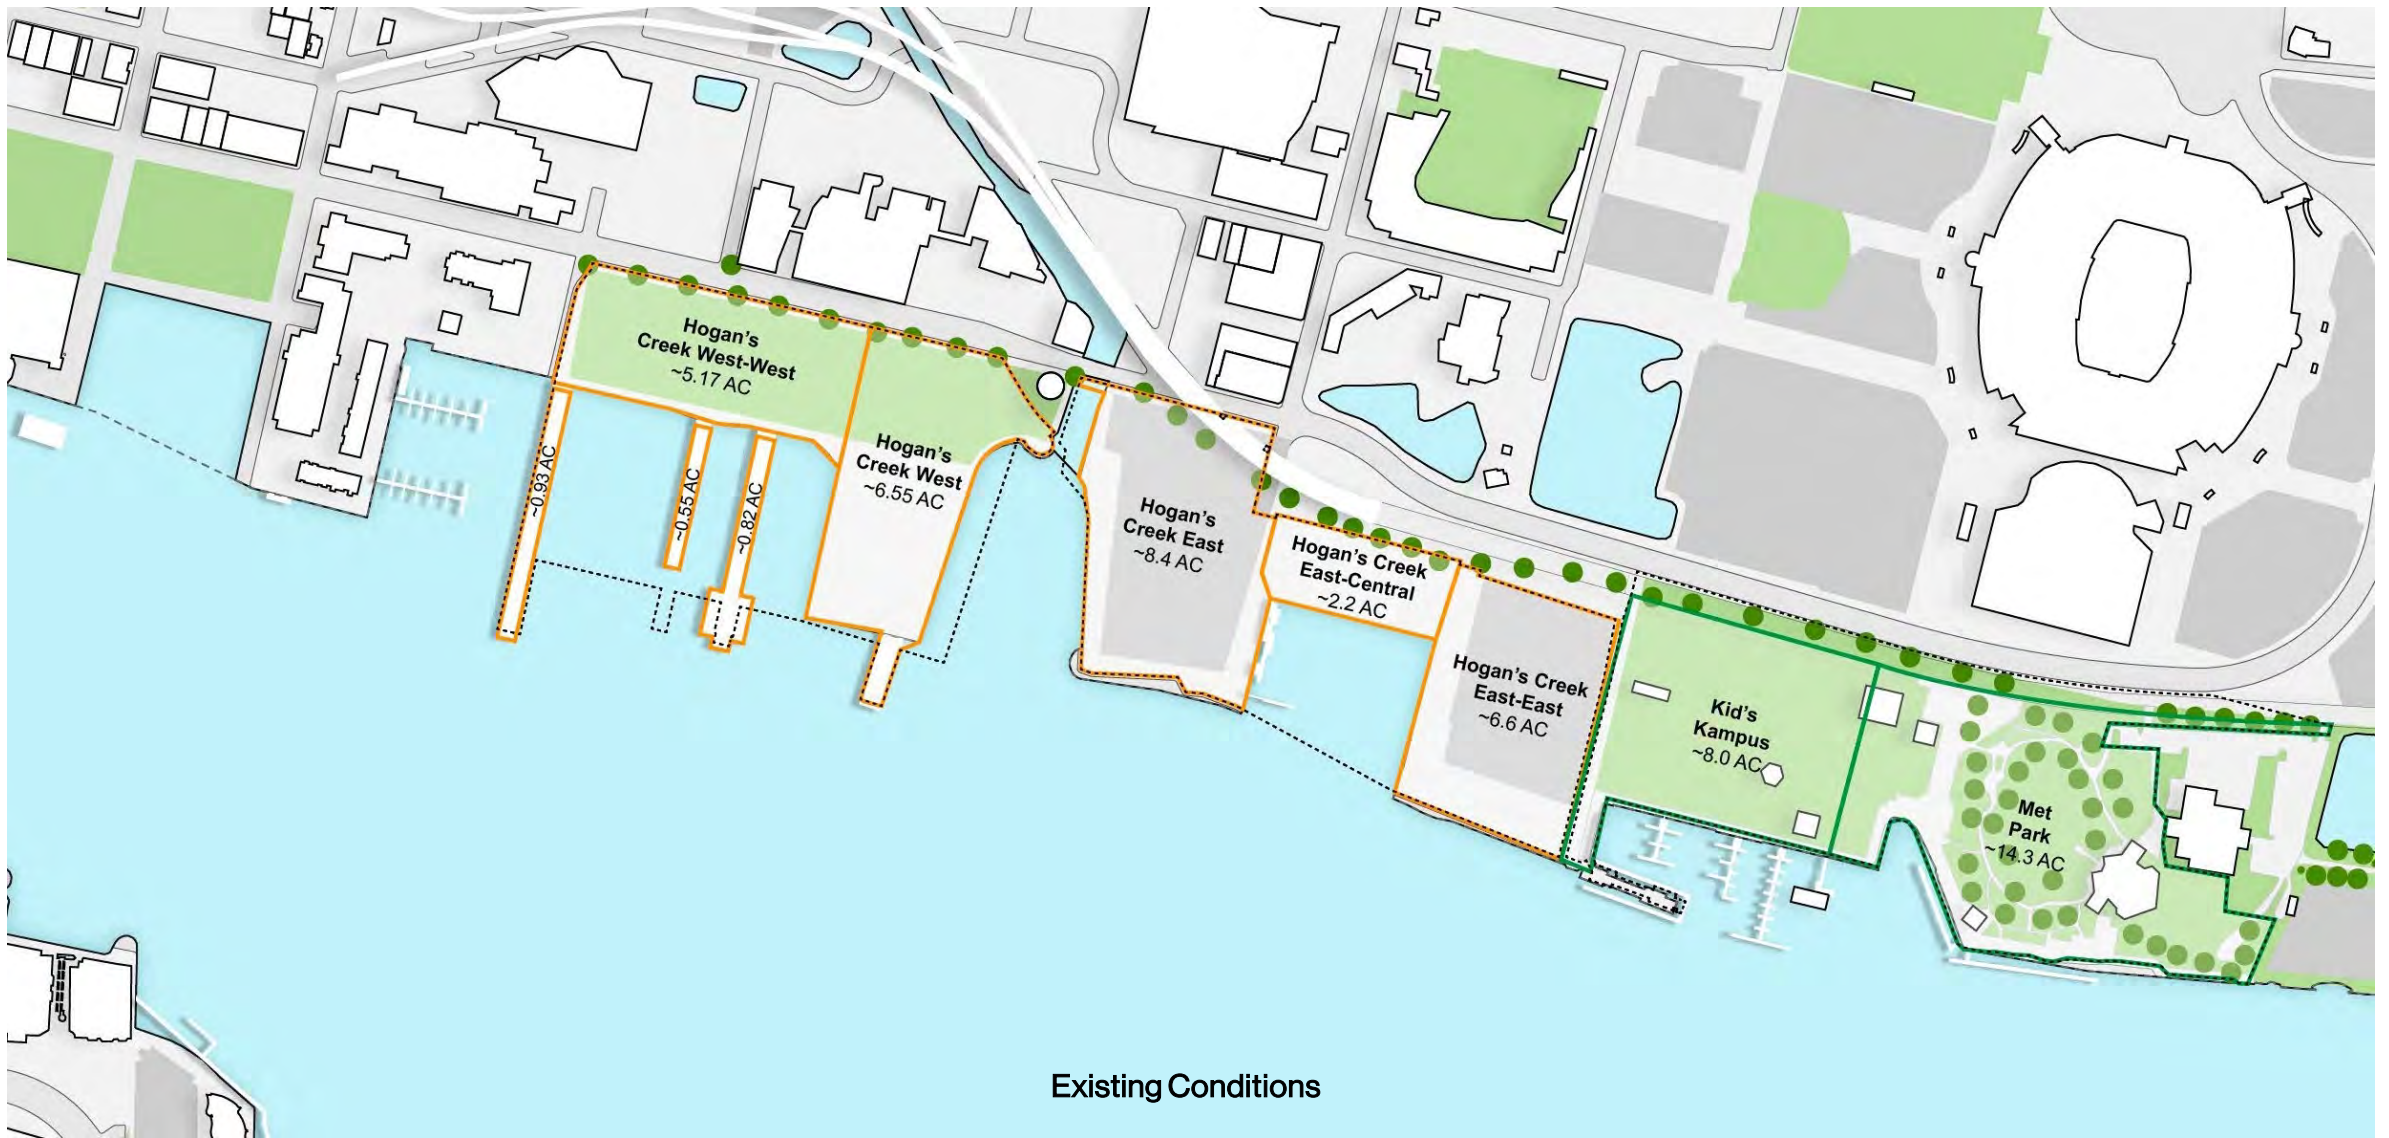 Hogan's
Creek West-West
~5.17 AC
~0.93 AC
~0.55 AC
~0.82 AC
Hogan's
Creek West
~6.55 AC
Hogan's
Creek East
~8.4 AC
Hogan's Creek
East-Central
~2.2 AC
Hogan's Creek
East-East
~6.6 AC
Kid's
Kampus
~8.0 AC
Met
Park
~14.3 AC
Existing Conditions